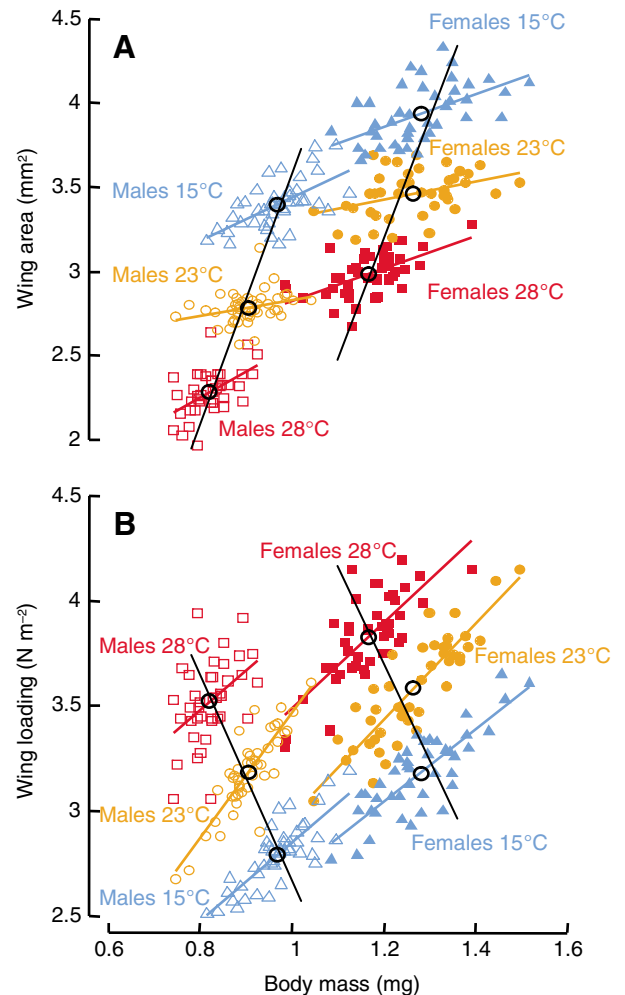 A
4.5
4
3.5
3
2.5
2
Wing area (mm²)
Females 15°C
Females 23°C
Females 28°C
Males 15°C
Males 23°C
Males 28°C
B
4.5
4
3.5
3
2.5
Wing loading (N m–2)
Females 28°C
Males 28°C
Females 23°C
Males 23°C
Females 15°C
Males 15°C
0.6 0.8 1 1.2 1.4 1.6
Body mass (mg)